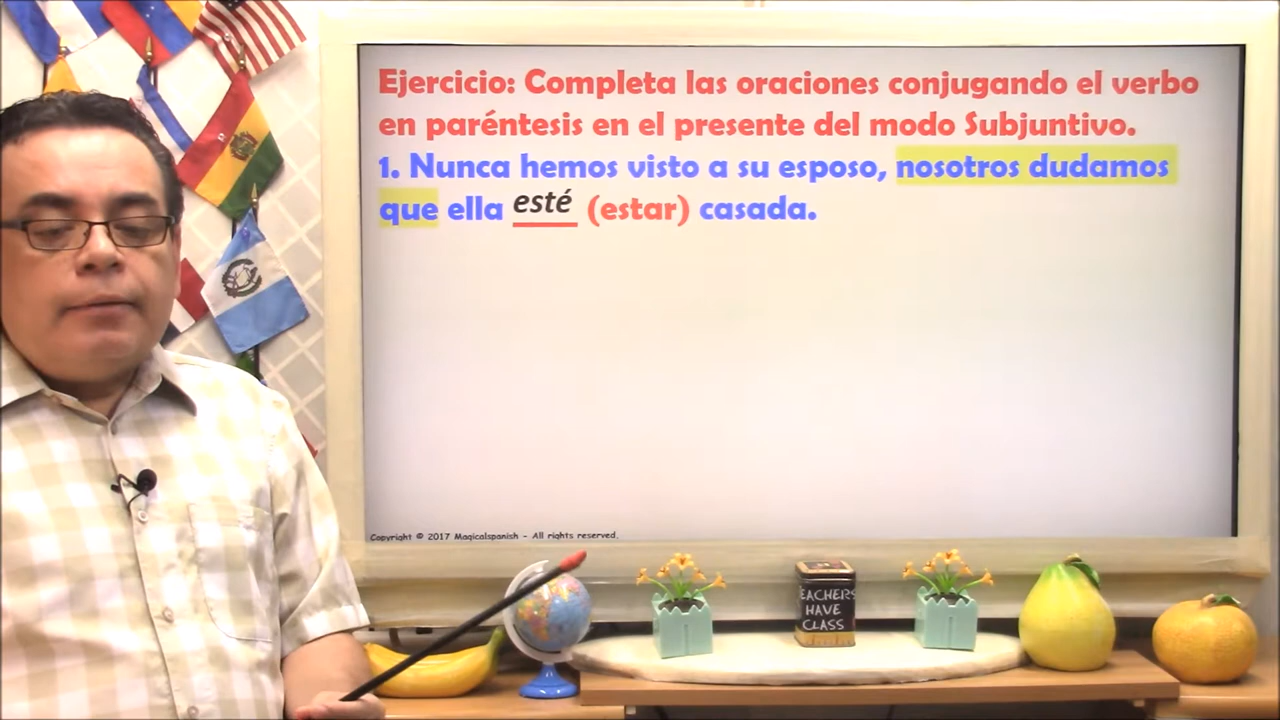 Ejercicio: Completa las oraciones conjugando el verbo
en paréntesis en el presente del modo Subjuntivo.
1. Nunca hemos visto a su esposo, nosotros dudamos
que ella esté (estar) casada.
Copyright © 2017 Magicalspanish - All rights reserved.
TEACHERS
HAVE
CLASS